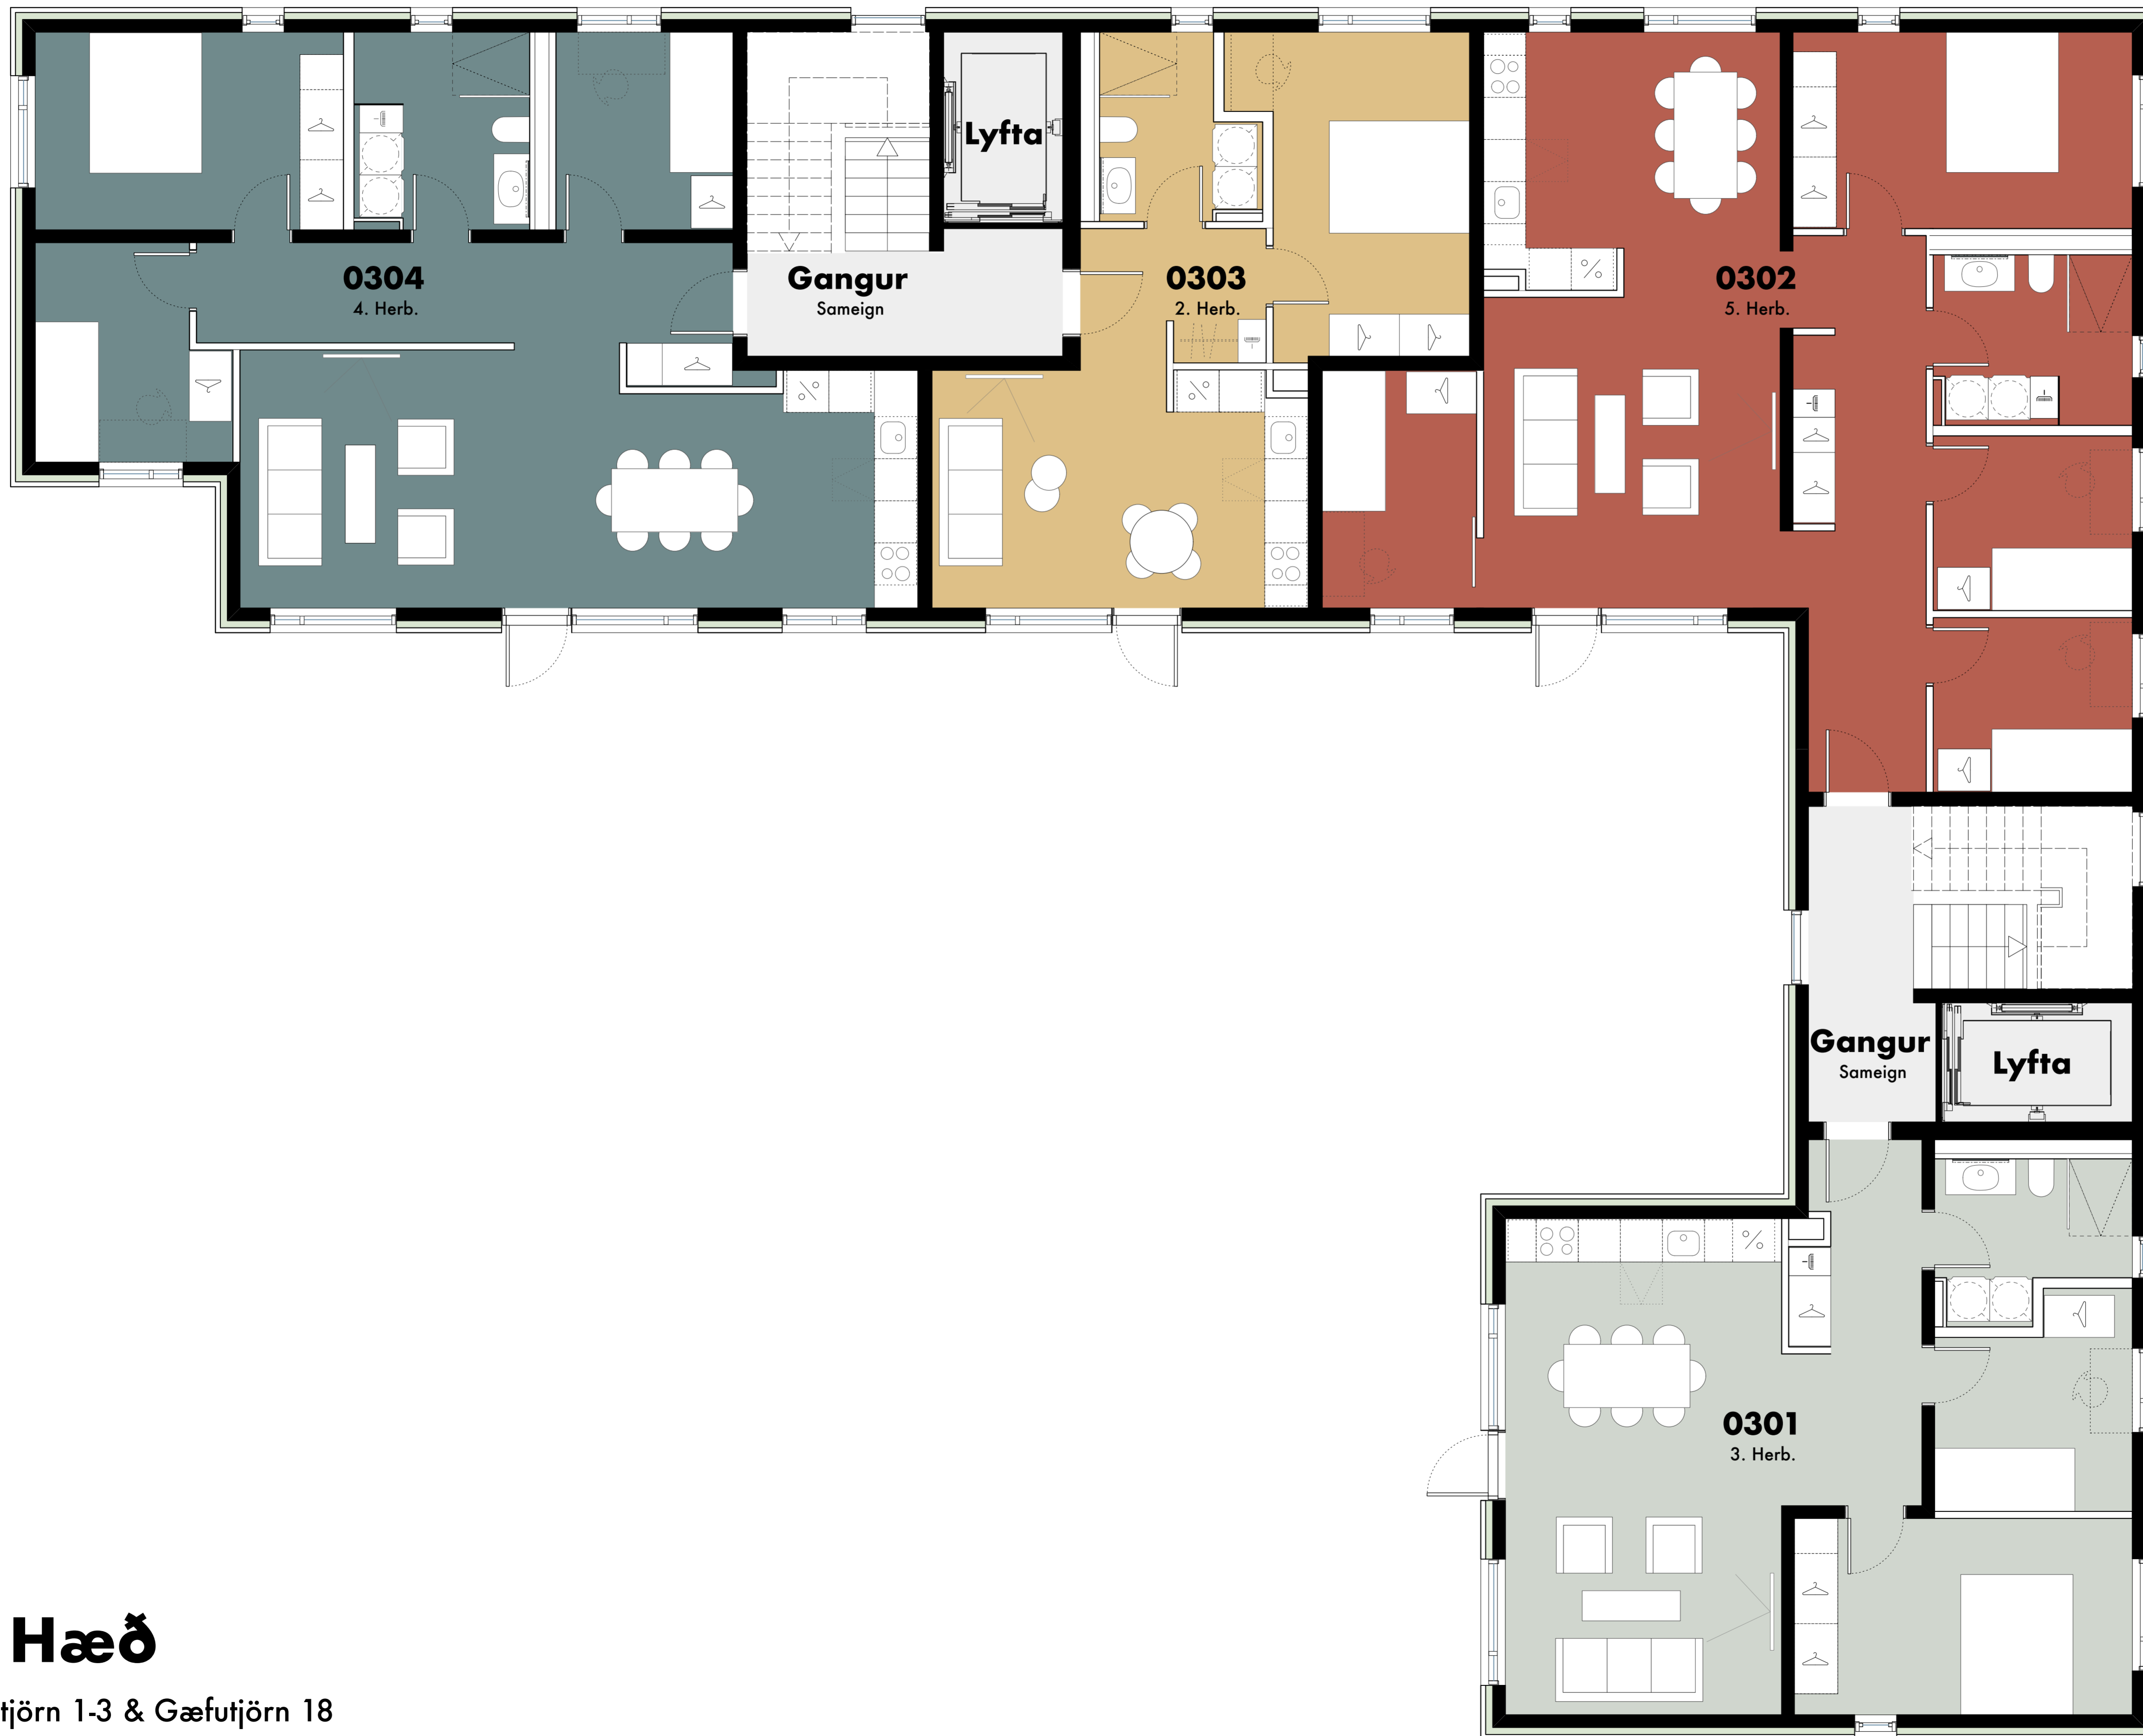 Lyfta
0304
4. Herb.
Gangur
Sameign
0303
2. Herb.
0302
5. Herb.
Gangur
Sameign
Lyfta
0301
3. Herb.
Hæð
tjörn 1-3 & Gæfutjörn 18